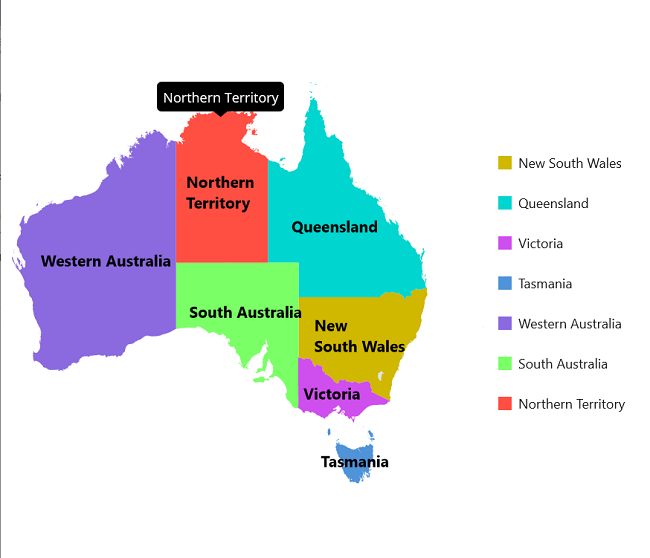 Northern Territory
Northern
Territory
Queensland
Western Australia
South Australia
New
South Wales
Victoria
Tasmania
New South Wales
Queensland
Victoria
Tasmania
Western Australia
South Australia
Northern Territory